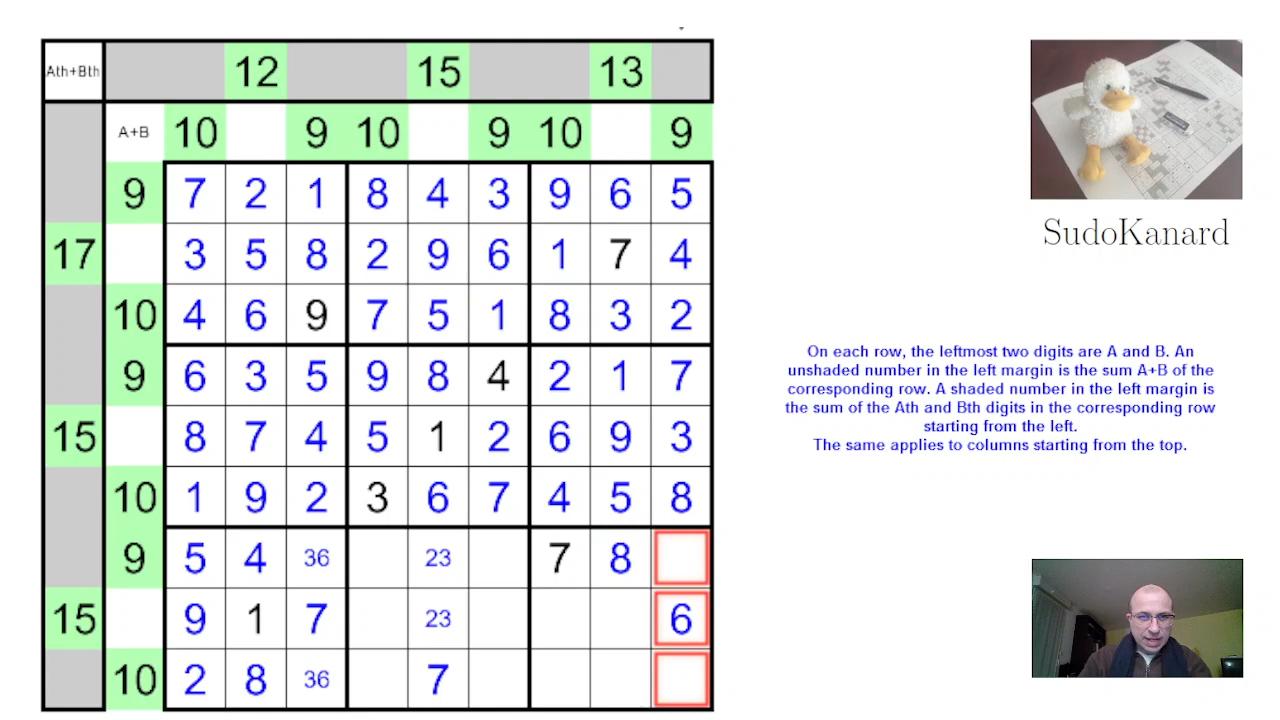 Ath+Bth 12 15 13
A+B 10 9 10 9 10 9
9 7 2 1 8 4 3 9 6 5
17 3 5 8 2 9 6 1 7 4
10 4 6 9 7 5 1 8 3 2
9 6 3 5 9 8 4 2 1 7
15 8 7 4 5 1 2 6 9 3
10 1 9 2 3 6 7 4 5 8
9 5 4 36 23 7 8
15 9 1 7 23 6
10 2 8 36 7
SudoKanard
On each row, the leftmost two digits are A and B. An
unshaded number in the left margin is the sum A+B of the
corresponding row. A shaded number in the left margin is
the sum of the Ath and Bth digits in the corresponding row
starting from the left.
The same applies to columns starting from the top.